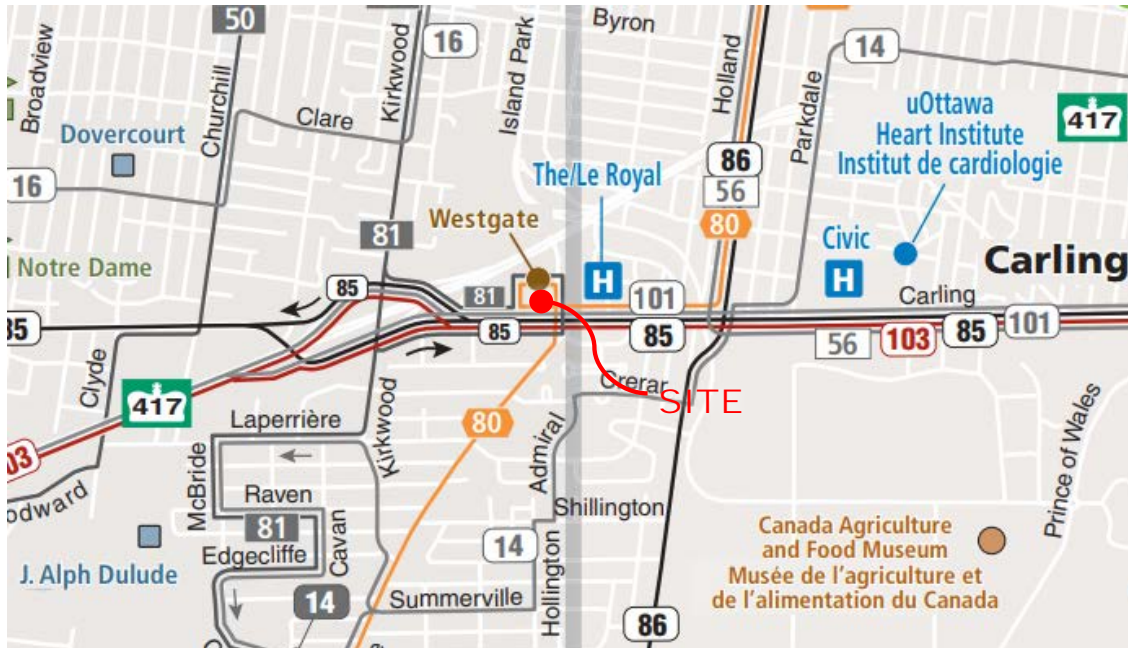 50
16
Broadview
Churchill
Kirkwood
Island Park
Byron
Holland
14
Parkdale
uOttawa
Heart Institute
Institut de cardiologie
417
Dovercourt
Clare
86
56
The/Le Royal
16
81
Westgate
80
Civic
H
H
Notre Dame
Carling
85
81
101
Carling
85
85
85
56
103
85
101
Clyde
417
Crerar
SITE
Laperrière
80
Kirkwood
Admiral
Prince of Wales
03
odward
McBride
Raven
81
Shillington
Edgecliffe
Cavan
14
Canada Agriculture
and Food Museum
Musée de l'agriculture et
de l'alimentation du Canada
J. Alph Dulude
14
Summerville
Hollington
86